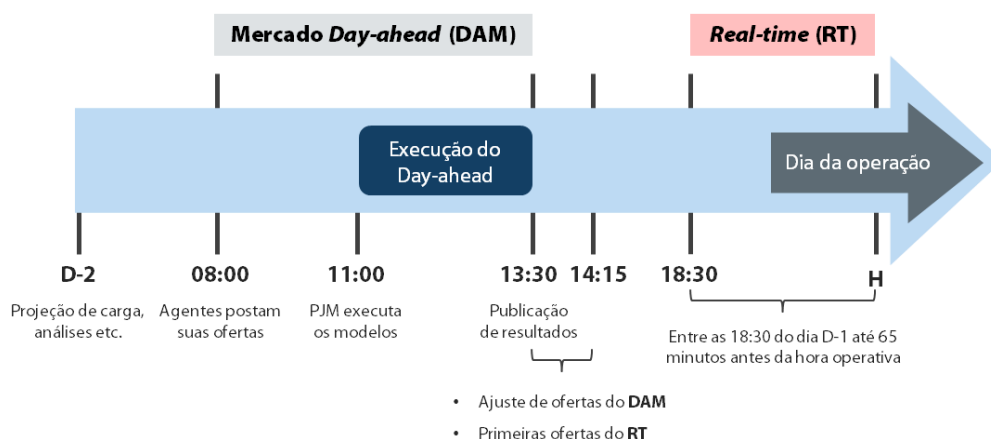 Mercado Day-ahead (DAM)
Real-time (RT)
Execução do
Day-ahead
Dia da operação
D-2
08:00
11:00
13:30
14:15
18:30
H
Projeção de carga,
análises etc.
Agentes postam
suas ofertas
PJM executa
os modelos
Publicação
de resultados
Entre as 18:30 do dia D-1 até 65
minutos antes da hora operativa
• Ajuste de ofertas do DAM
• Primeiras ofertas do RT